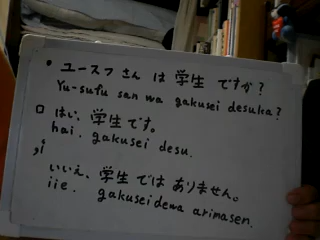 • ユースフ さん は 学生 ですか？
Yu-sufu san wa gakusei desuka?
□ はい、学生 です。
hai, gakusei desu.
いいえ、学生 では ありません。
iie. gakusei dewa arimasen.